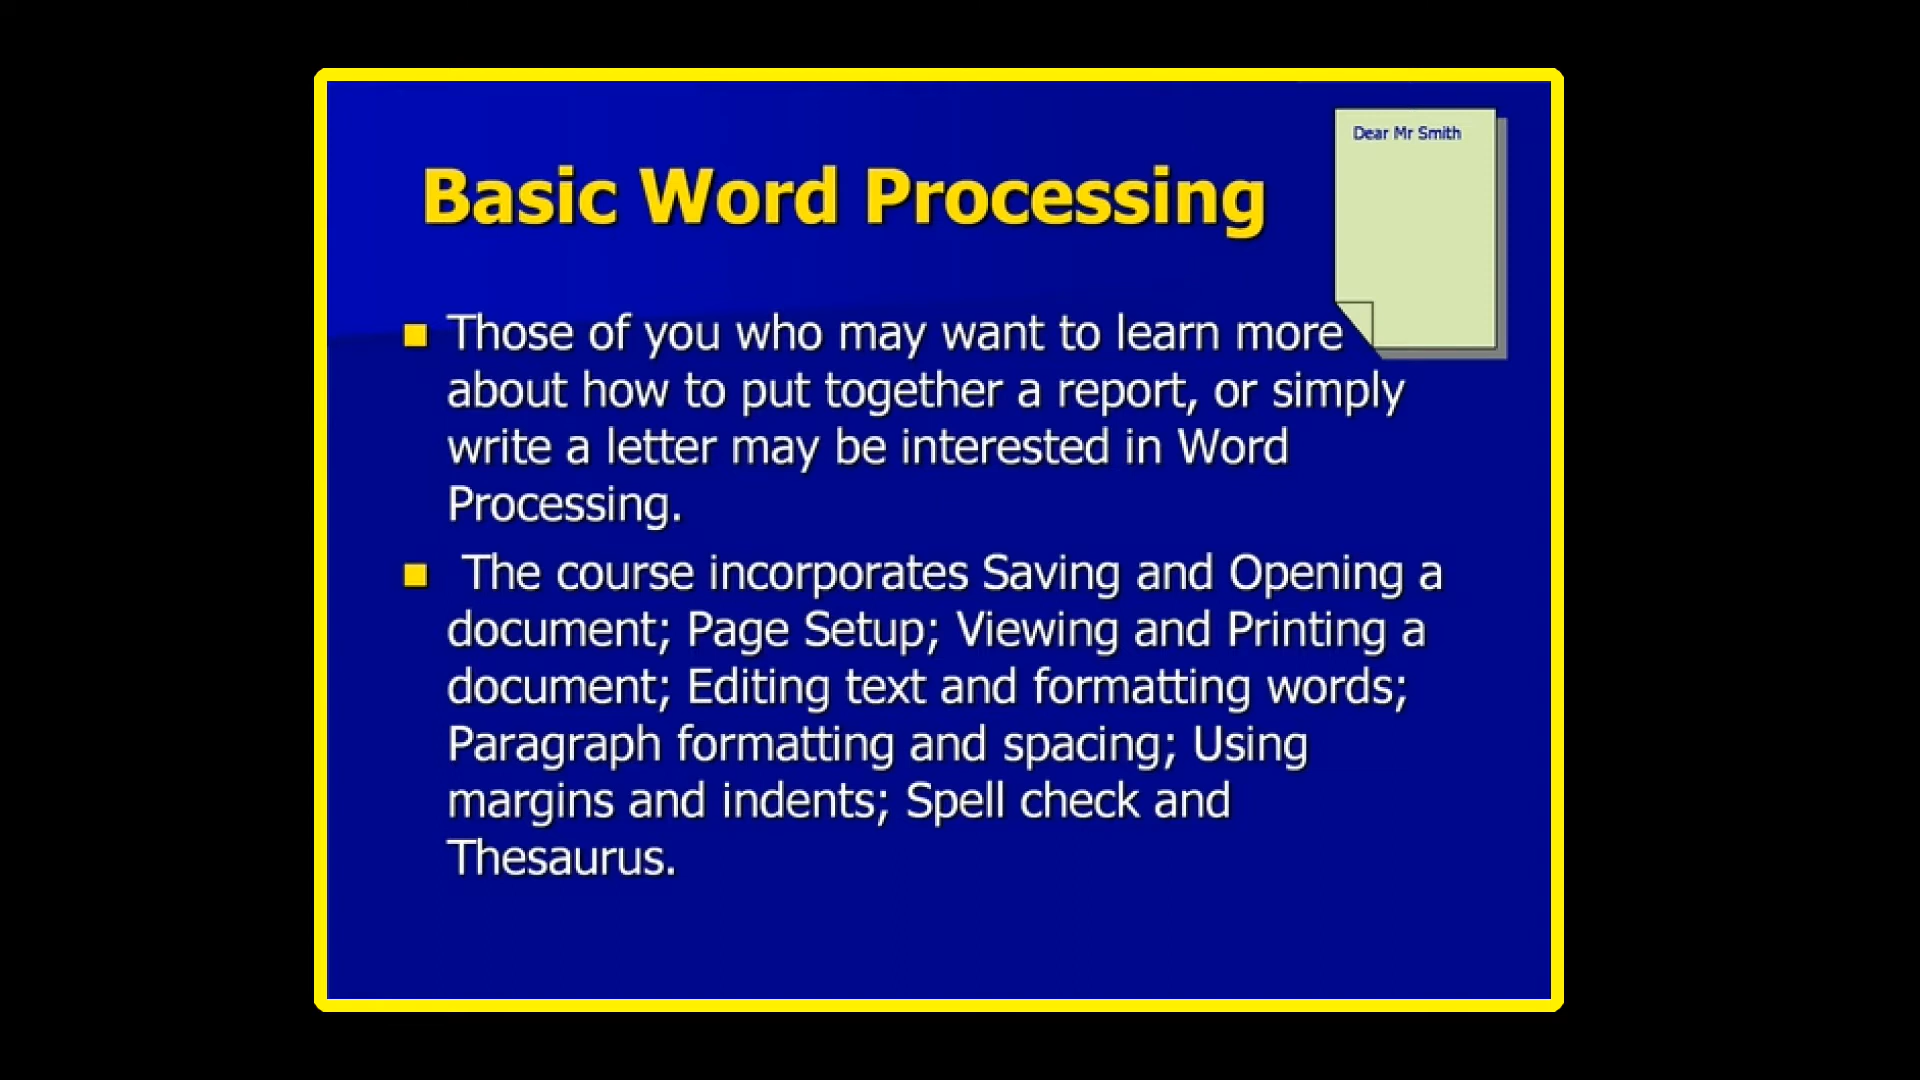 Dear Mr Smith
Basic Word Processing
Those of you who may want to learn more
about how to put together a report, or simply
write a letter may be interested in Word
Processing.
The course incorporates Saving and Opening a
document; Page Setup; Viewing and Printing a
document; Editing text and formatting words;
Paragraph formatting and spacing; Using
margins and indents; Spell check and
Thesaurus.